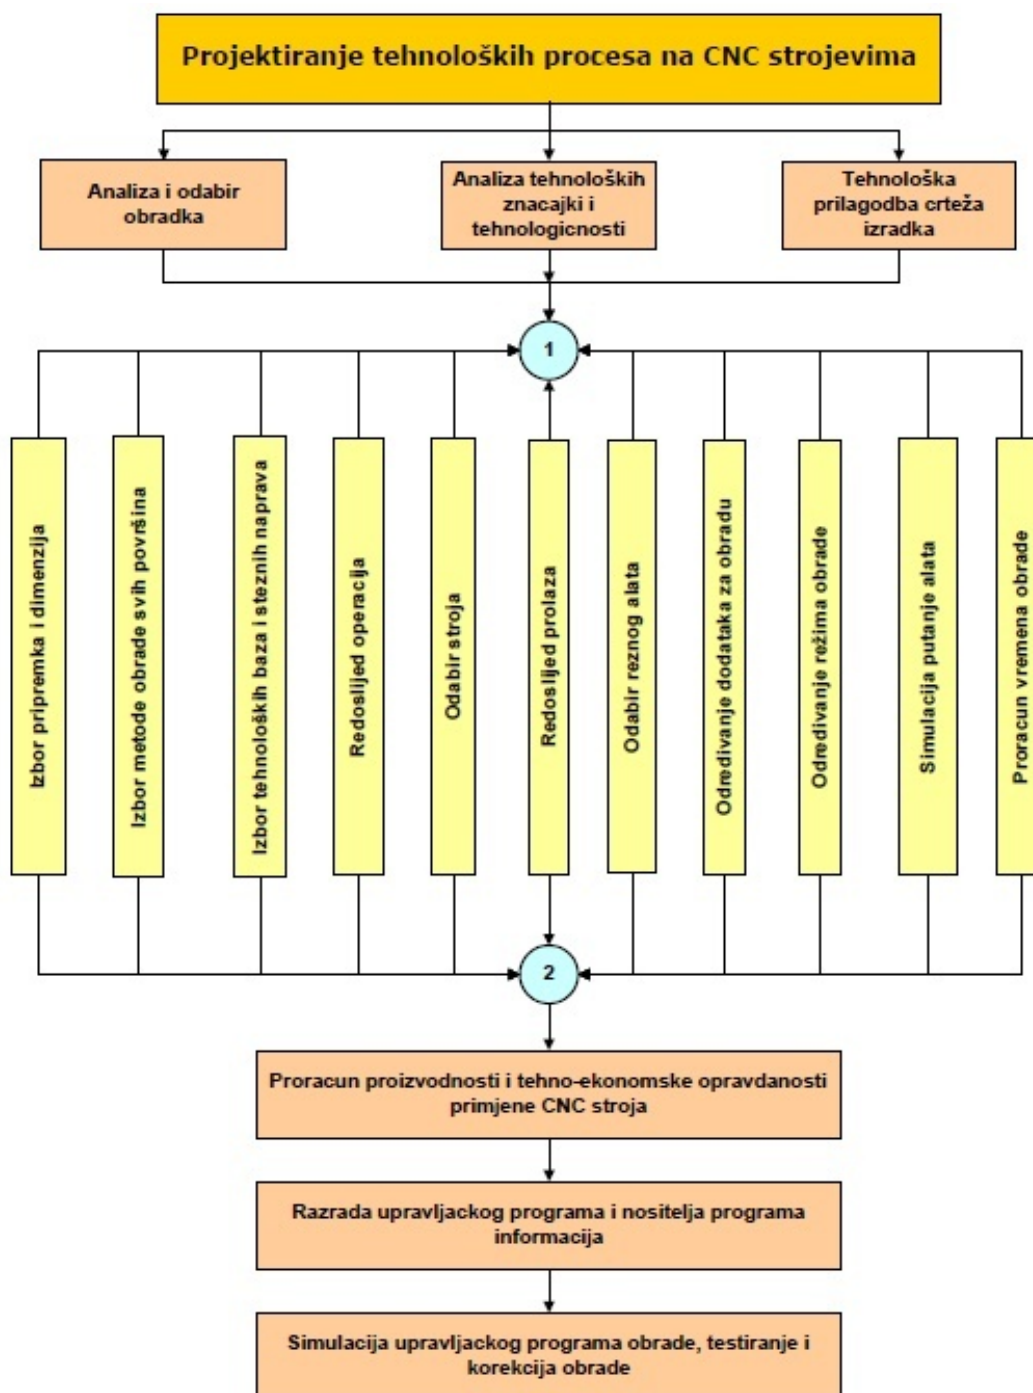 Projektiranje tehnoloških procesa na CNC strojevima
Analiza i odabir
obradka
Analiza tehnoloških
znacajki i
tehnologicnosti
Tehnološka
prilagodba crteža
izradka
1
Izbor pripremka i dimenzija
Izbor metode obrade svih površina
Izbor tehnoloških baza i steznih naprava
Redoslijed operacija
Odabir stroja
Redoslijed prolaza
Odabir reznog alata
Odredivanje dodataka za obradu
Odredivanje režima obrade
Simulacija putanje alata
Proracun vremena obrade
2
Proracun proizvodnosti i tehno-ekonomske opravdanosti
primjene CNC stroja
Razrada upravljackog programa i nositelja programa
informacija
Simulacija upravljackog programa obrade, testiranje i
korekcija obrade